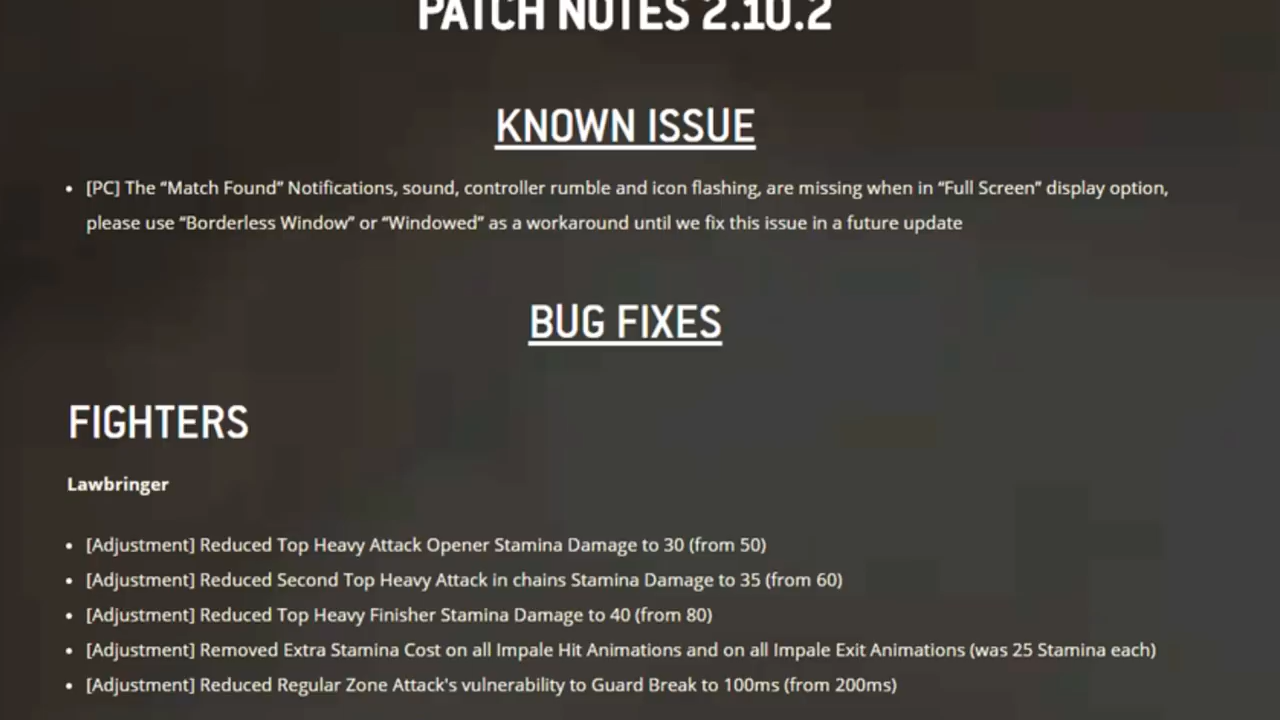 PATCH NOTES 2.10.2
KNOWN ISSUE
• [PC] The “Match Found” Notifications, sound, controller rumble and icon flashing, are missing when in “Full Screen” display option,
please use “Borderless Window” or “Windowed” as a workaround until we fix this issue in a future update
BUG FIXES
FIGHTERS
Lawbringer
• [Adjustment] Reduced Top Heavy Attack Opener Stamina Damage to 30 (from 50)
• [Adjustment] Reduced Second Top Heavy Attack in chains Stamina Damage to 35 (from 60)
• [Adjustment] Reduced Top Heavy Finisher Stamina Damage to 40 (from 80)
• [Adjustment] Removed Extra Stamina Cost on all Impale Hit Animations and on all Impale Exit Animations (was 25 Stamina each)
• [Adjustment] Reduced Regular Zone Attack's vulnerability to Guard Break to 100ms (from 200ms)